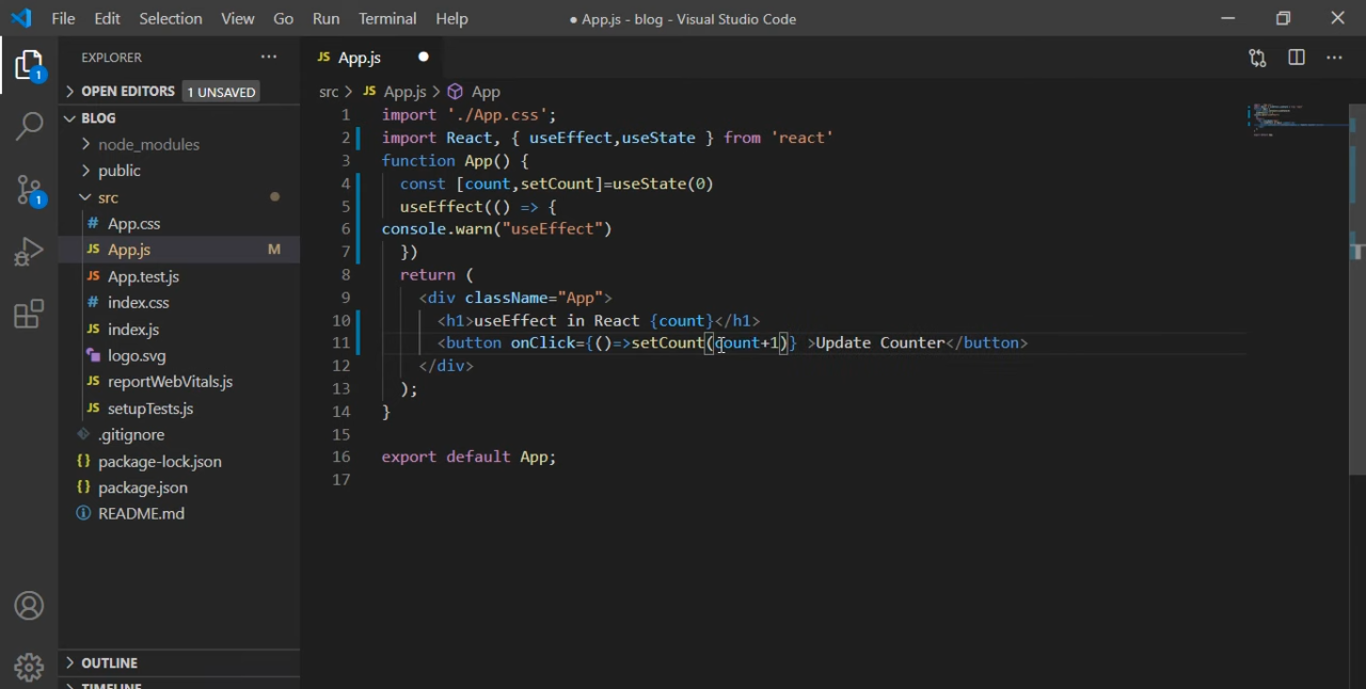 File Edit Selection View Go Run Terminal Help ● App.js - blog - Visual Studio Code
EXPLORER ···
> OPEN EDITORS 1 UNSAVED
BLOG
node_modules
public
src
# App.css
JS App.js M
JS App.test.js
# index.css
JS index.js
logo.svg
JS reportWebVitals.js
JS setupTests.js
.gitignore
{} package-lock.json
{} package.json
README.md
OUTLINE
TIMELINE
1
1
JS App.js ●
src > JS App.js > App
1 import './App.css';
2 import React, { useEffect,useState } from 'react'
3 function App() {
4 const [count,setCount]=useState(0)
5 useEffect(() => {
6 console.warn("useEffect")
7 })
8 return (
9 <div className="App">
10 <h1>useEffect in React {count}</h1>
11 <button onClick={()=>setCount(count+1)} >Update Counter</button>
12 </div>
13 );
14 }
15
16 export default App;
17